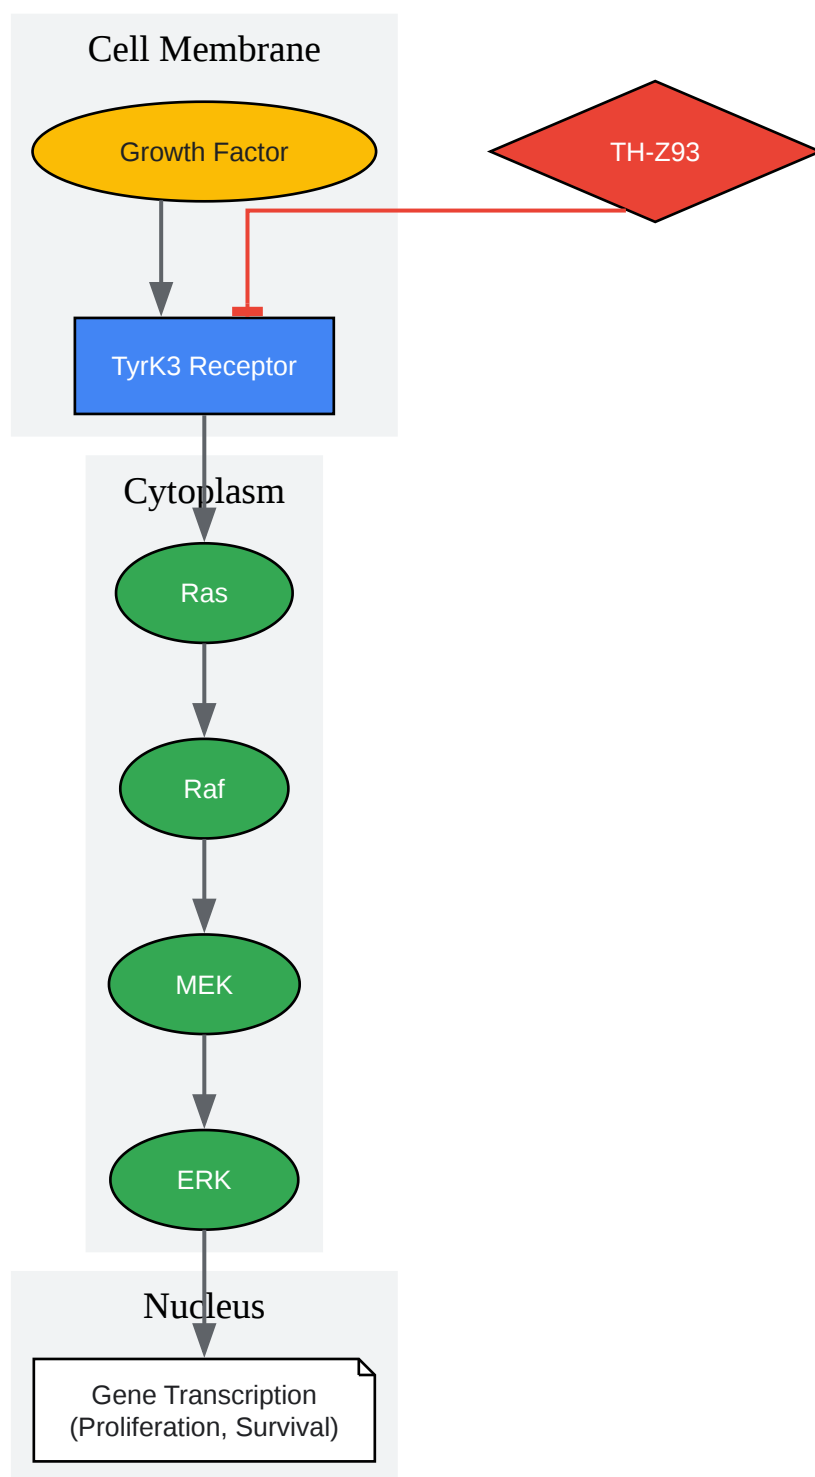 Cell Membrane
Growth Factor
TH-Z93
TyrK3 Receptor
Cytoplasm
Ras
Raf
MEK
ERK
Nucleus
Gene Transcription
(Proliferation, Survival)